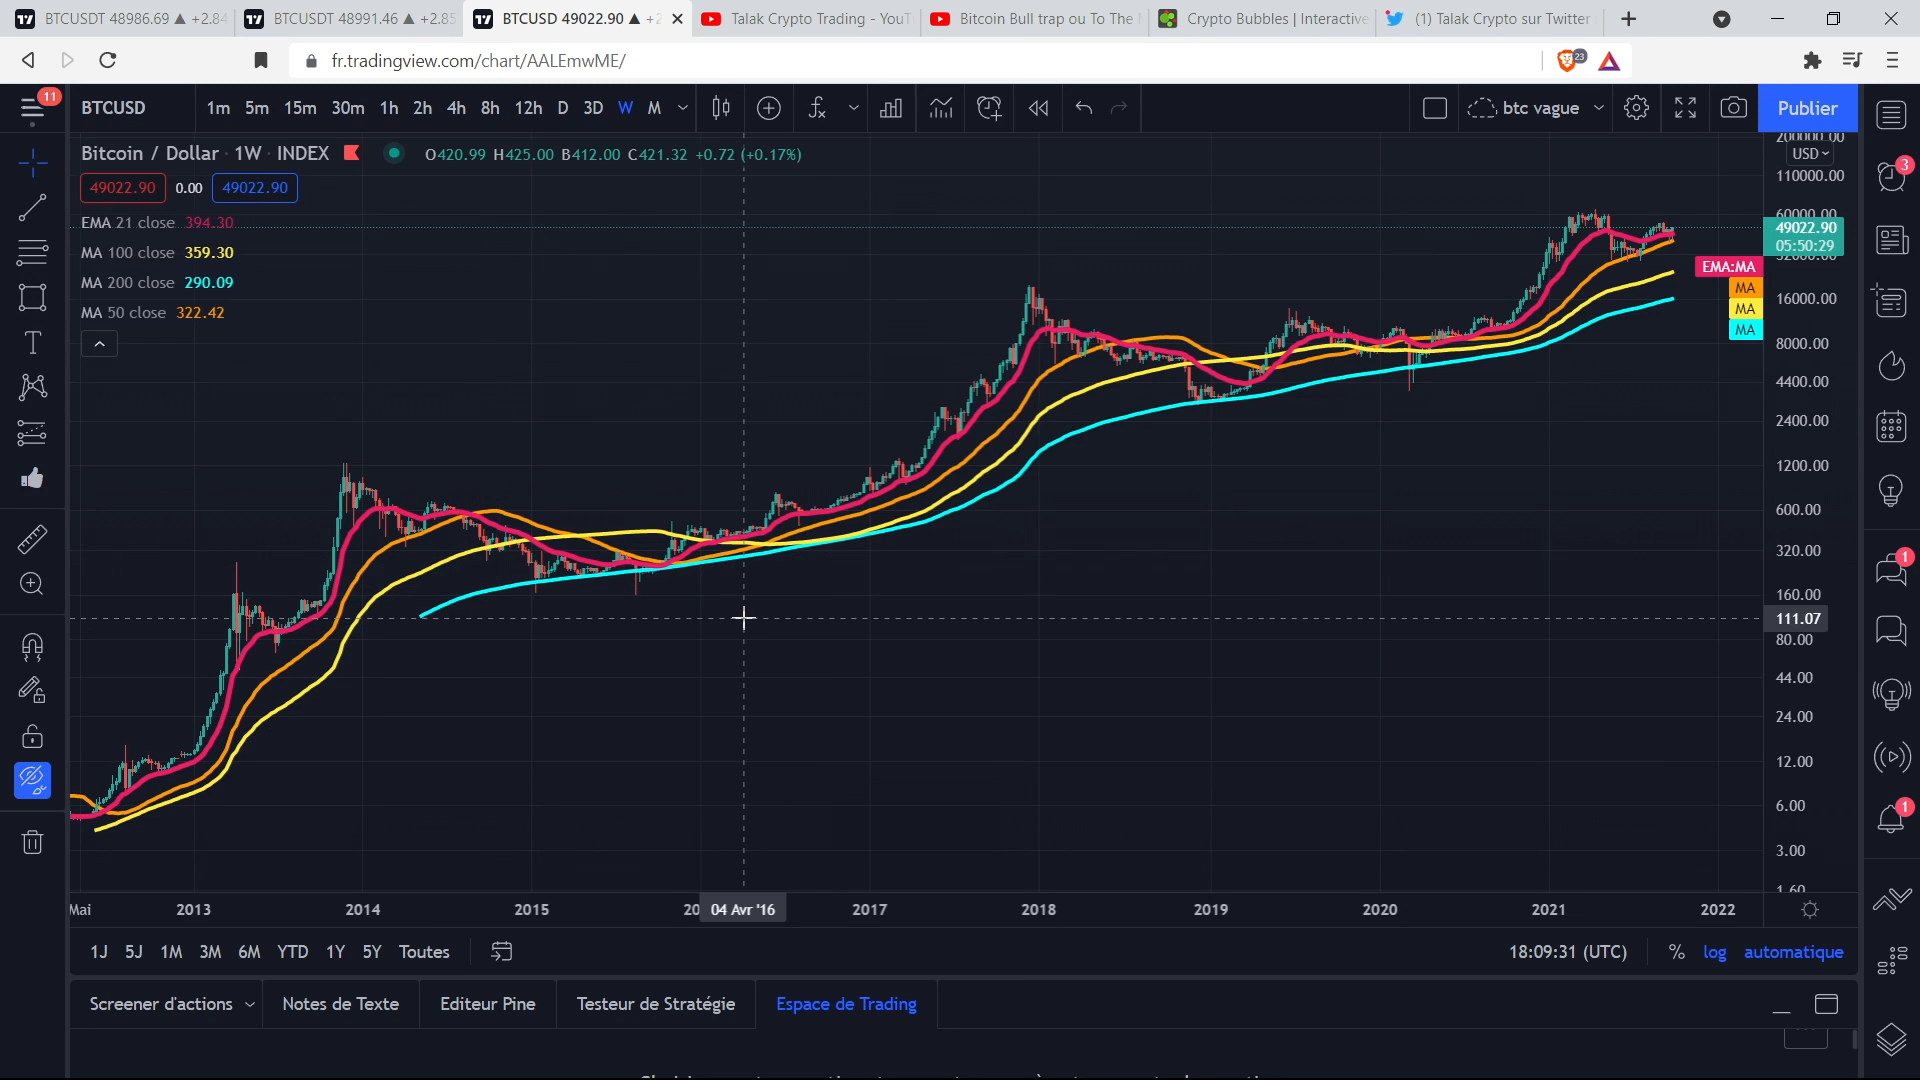 BTCUSDT 48986.69 ▲ +2.84
BTCUSDT 48991.46 ▲ +2.85
BTCUSD 49022.90 ▲ +2
Talak Crypto Trading - YouT
Bitcoin Bull trap ou To The
Crypto Bubbles | Interactive
(1) Talak Crypto sur Twitter
fr.tradingview.com/chart/AALEmwME/
23
11
BTCUSD
1m 5m 15m 30m 1h 2h 4h 8h 12h D 3D W M
btc vague
Publier
Bitcoin / Dollar · 1W · INDEX
O420.99 H425.00 B412.00 C421.32 +0.72 (+0.17%)
49022.90 0.00 49022.90
EMA 21 close 394.30
MA 100 close 359.30
MA 200 close 290.09
MA 50 close 322.42
200000.00
USD
110000.00
60000.00
49022.90
05:50:29
32000.00
EMA:MA
MA
MA
MA
16000.00
8000.00
4400.00
2400.00
1200.00
600.00
320.00
160.00
111.07
80.00
44.00
24.00
12.00
6.00
3.00
1.60
3
1
1
Mai 2013 2014 2015 20 04 Avr '16 2017 2018 2019 2020 2021 2022
1J 5J 1M 3M 6M YTD 1Y 5Y Toutes
18:09:31 (UTC) % log automatique
Screener d'actions Notes de Texte Editeur Pine Testeur de Stratégie Espace de Trading